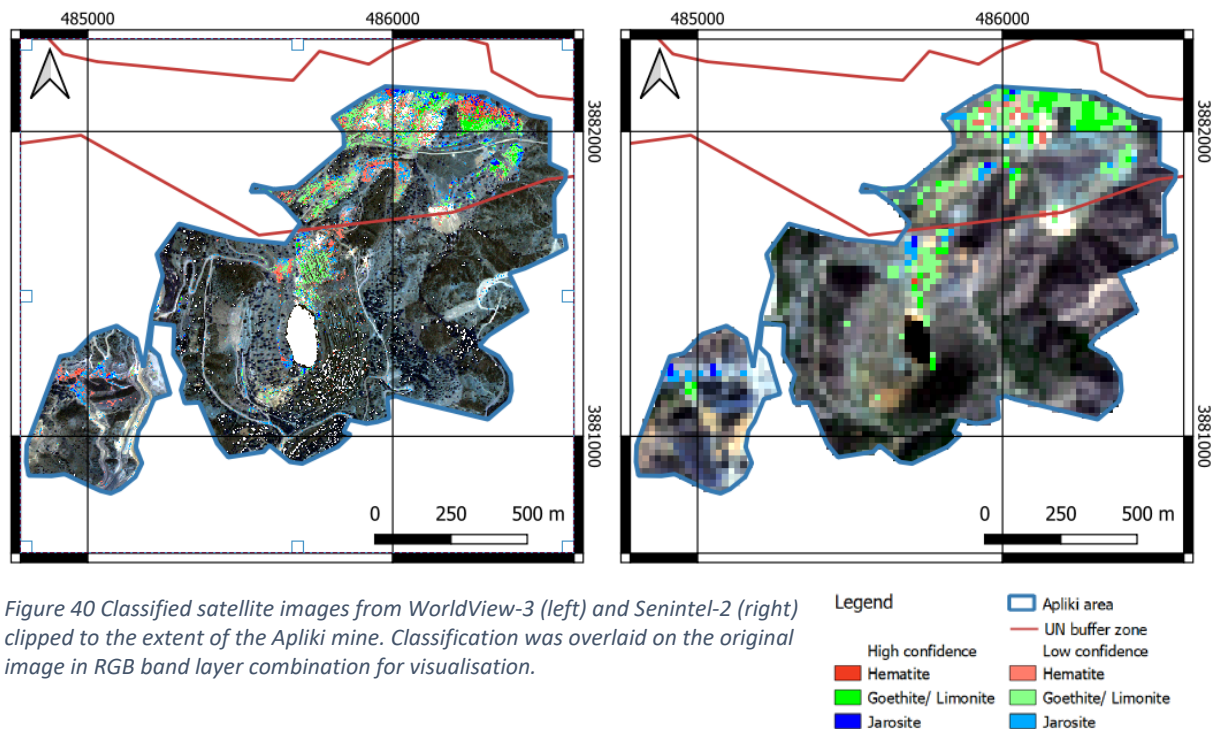 485000 486000
485000 486000
3882000
3881000
3882000
3881000
0 250 500 m
0 250 500 m
Figure 40 Classified satellite images from WorldView-3 (left) and Senintel-2 (right)
clipped to the extent of the Apliki mine. Classification was overlaid on the original
image in RGB band layer combination for visualisation.
Legend
Apliki area
UN buffer zone
High confidence
Hematite
Goethite/ Limonite
Jarosite
Low confidence
Hematite
Goethite/ Limonite
Jarosite